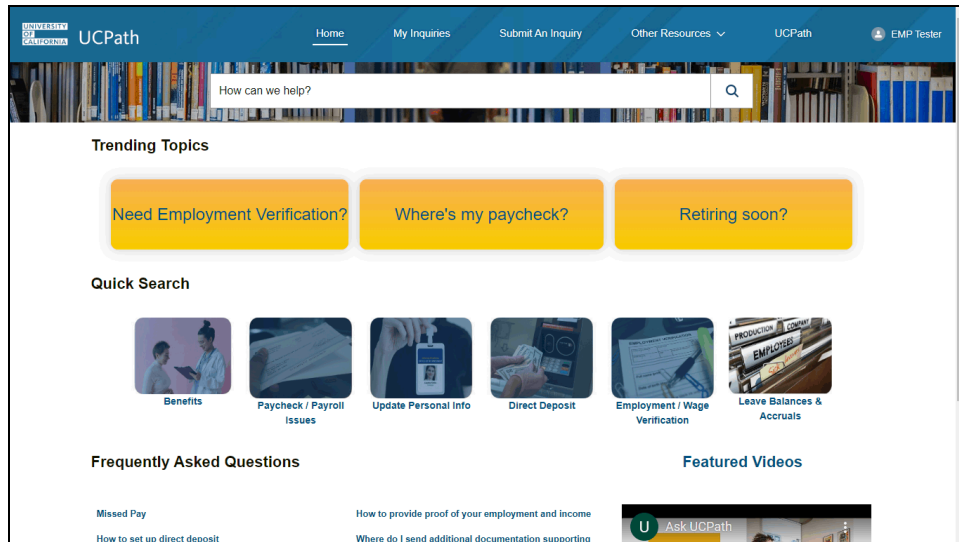 UNIVERSITY
OF
CALIFORNIA
UCPath
Home
My Inquiries
Submit An Inquiry
Other Resources
UCPath
EMP Tester
How can we help?
Trending Topics
Need Employment Verification?
Where's my paycheck?
Retiring soon?
Quick Search
PRODUCTION
COMPANY
EMPLOYEES
Benefits
Paycheck / Payroll
Issues
Update Personal Info
Direct Deposit
Employment / Wage
Verification
Leave Balances &
Accruals
Frequently Asked Questions
Featured Videos
Missed Pay
How to provide proof of your employment and income
How to set up direct deposit
Where do I send additional documentation supporting
U
Ask UCPath